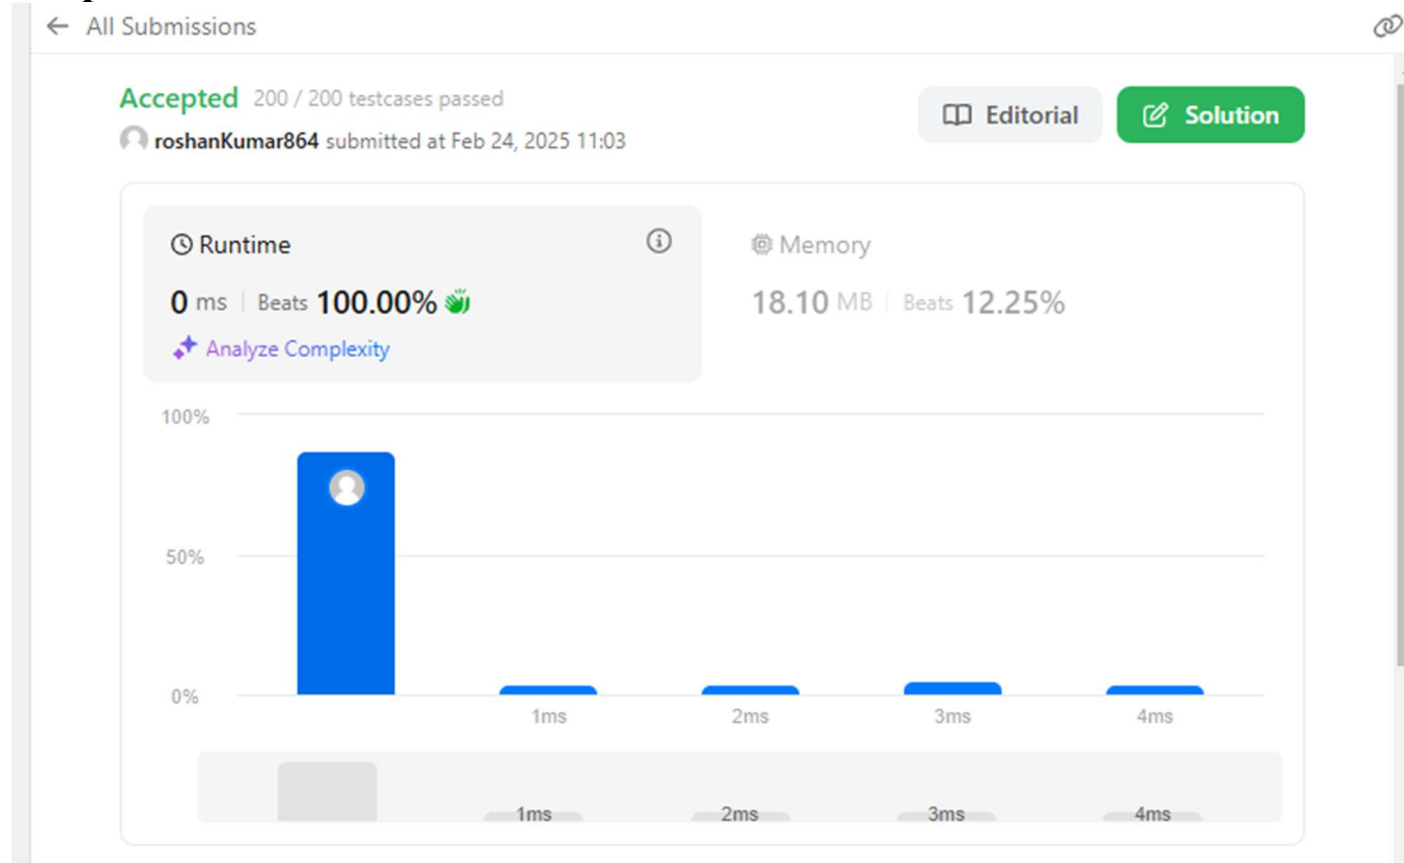 ← All Submissions
Accepted 200 / 200 testcases passed
Editorial
Solution
roshanKumar864 submitted at Feb 24, 2025 11:03
Runtime
0 ms | Beats 100.00%
Analyze Complexity
Memory
18.10 MB | Beats 12.25%
100%
50%
0%
1ms 2ms 3ms 4ms
1ms 2ms 3ms 4ms